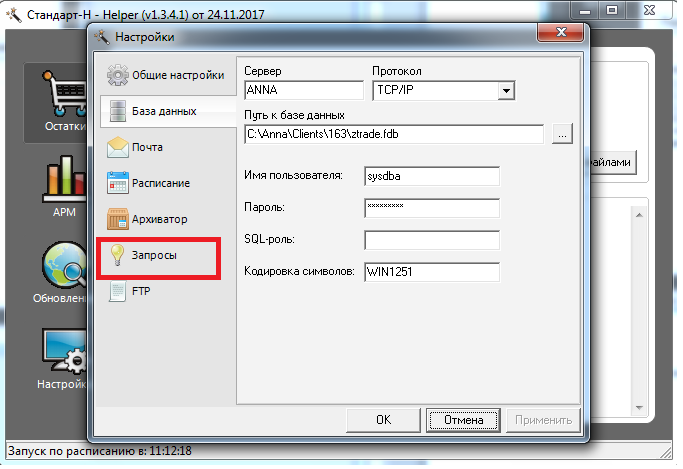 Стандарт-Н - Helper (v1.3.4.1) от 24.11.2017
Настройки
Остатки
АРМ
Обновлен
Настройк
Общие настройки
База данных
Почта
Расписание
Архиватор
Запросы
FTP
Сервер Протокол
ANNA TCP/IP
Путь к базе данных
C:\Anna\Clients\163\ztrade.fdb ...
Имя пользователя: sysdba
Пароль: *********
SQL-роль:
Кодировка символов: WIN1251
файлами
OK Отмена Применить
Запуск по расписанию в: 11:12:18